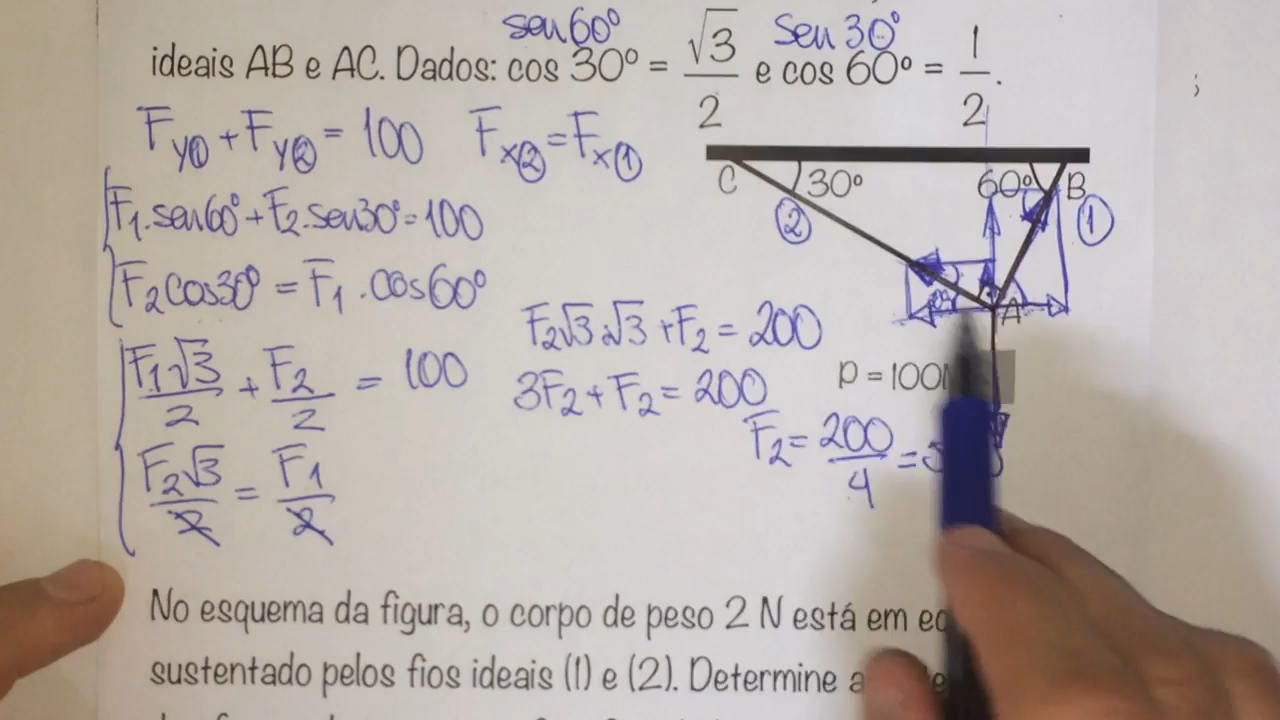 sen60° sen30°
ideais AB e AC. Dados: cos 30° = √3/2 e cos 60° = 1/2.
Fy① + Fy② = 100 Fx② = Fx①
C 30° 60° B
② ①
F₁.sen60° + F₂.sen30° = 100
F₂cos30° = F₁.cos60°
A
F₂√3.√3 + F₂ = 200
F₁√3/2 + F₂/2 = 100
P = 100
3F₂ + F₂ = 200
F₂ = 200/4 =
F₂√3/2 = F₁/2
No esquema da figura, o corpo de peso 2 N está em
sustentado pelos fios ideais (1) e (2). Determine